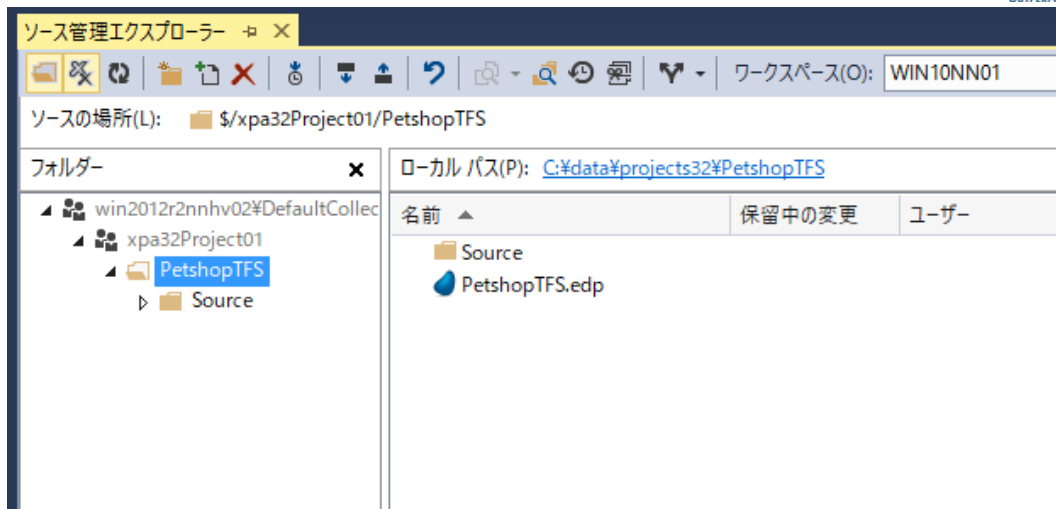 ソース管理エクスプローラー
ワークスペース(O): WIN10NN01
ソースの場所(L): $/xpa32Project01/PetshopTFS
フォルダー
ローカル パス(P): C:¥data¥projects32¥PetshopTFS
win2012r2nnhv02¥DefaultCollec
xpa32Project01
PetshopTFS
Source
名前 保留中の変更 ユーザー
Source
PetshopTFS.edp